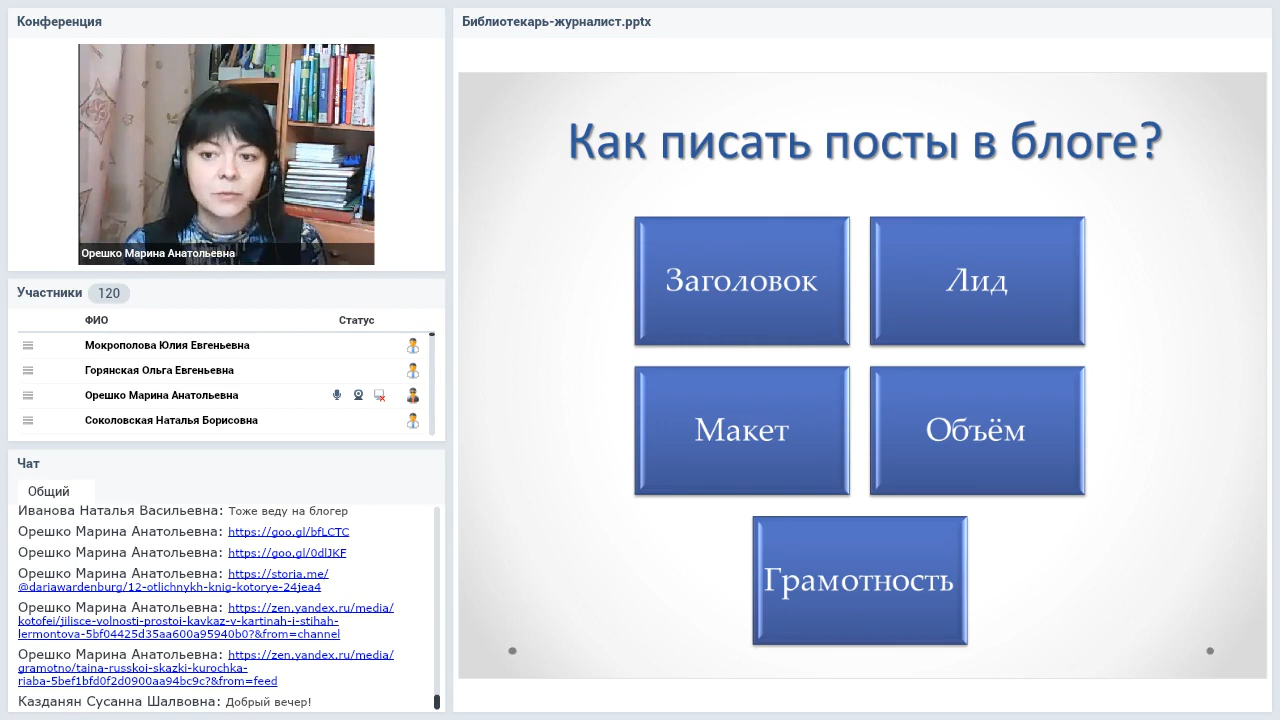 Конференция
Орешко Марина Анатольевна
Участники 120
ФИО Статус
Мокрополова Юлия Евгеньевна
Горянская Ольга Евгеньевна
Орешко Марина Анатольевна
Соколовская Наталья Борисовна
Чат
Общий
Иванова Наталья Васильевна: Тоже веду на блогер
Орешко Марина Анатольевна: https://goo.gl/bfLCTC
Орешко Марина Анатольевна: https://goo.gl/0dlJKF
Орешко Марина Анатольевна: https://storia.me/
@dariawardenburg/12-otlichnykh-knig-kotorye-24jea4
Орешко Марина Анатольевна: https://zen.yandex.ru/media/
kotofei/jilisce-volnosti-prostoi-kavkaz-v-kartinah-i-stihah-
lermontova-5bf04425d35aa600a95940b0?&from=channel
Орешко Марина Анатольевна: https://zen.yandex.ru/media/
gramotno/taina-russkoi-skazki-kurochka-
riaba-5bef1bfd0f2d0900aa94bc9c?&from=feed
Казданян Сусанна Шалвовна: Добрый вечер!
Библиотекарь-журналист.pptx
Как писать посты в блоге?
Заголовок
Лид
Макет
Объём
Грамотность